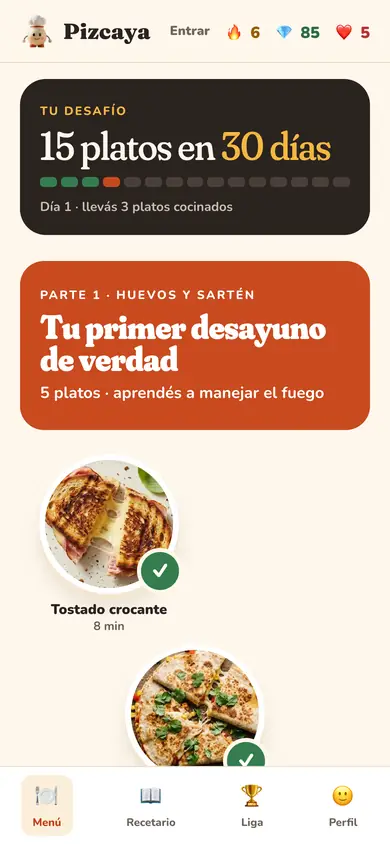 Pizcaya
Entrar
6
85
5
TU DESAFÍO
15 platos en 30 días
Día 1 · llevás 3 platos cocinados
PARTE 1 · HUEVOS Y SARTÉN
Tu primer desayuno
de verdad
5 platos · aprendés a manejar el fuego
Tostado crocante
8 min
Menú
Recetario
Liga
Perfil